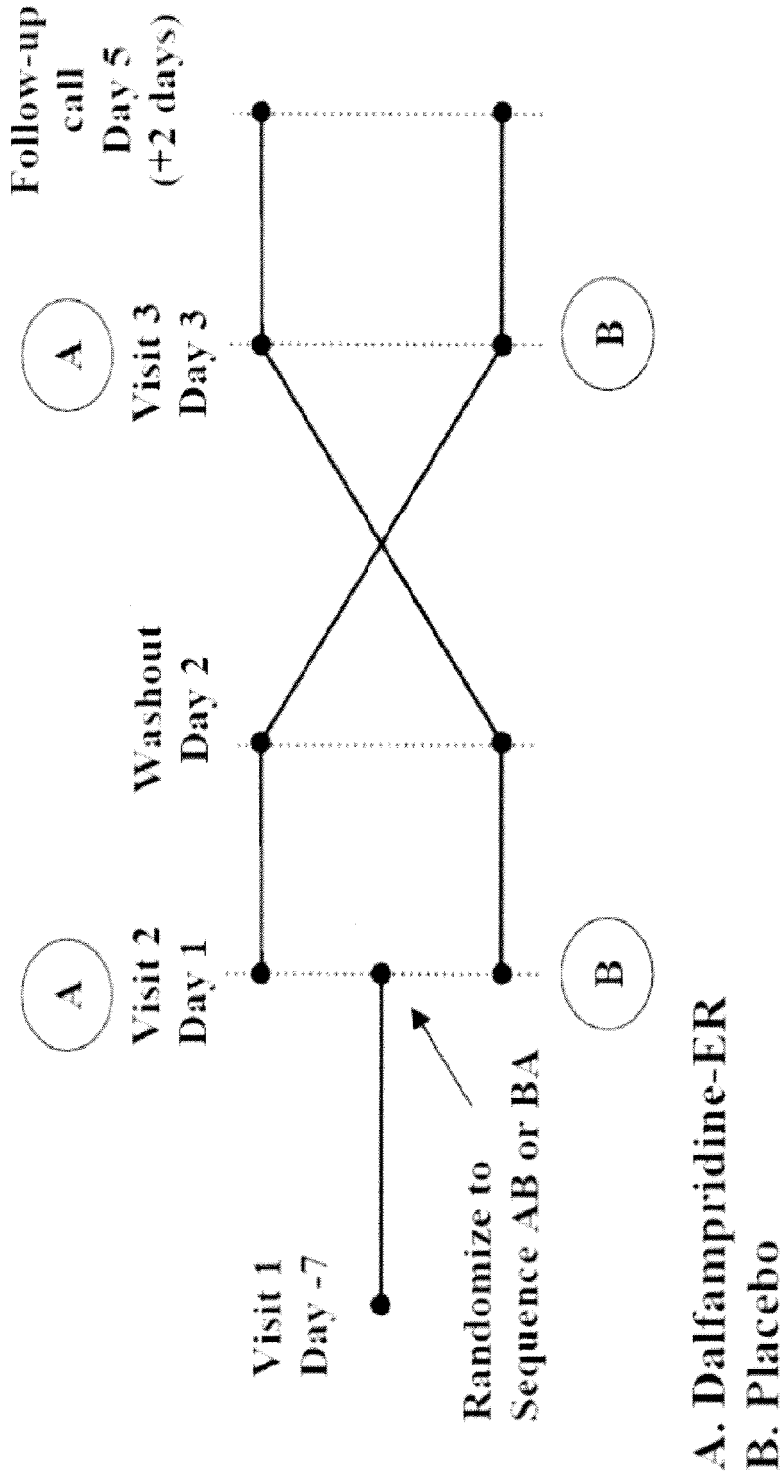 Follow-up
call
Day 5
(+2 days)
A
Visit 3
Day 3
Washout
Day 2
A
Visit 2
Day 1
Visit 1
Day -7
Randomize to
Sequence AB or BA
B
B
A. Dalfampridine-ER
B. Placebo